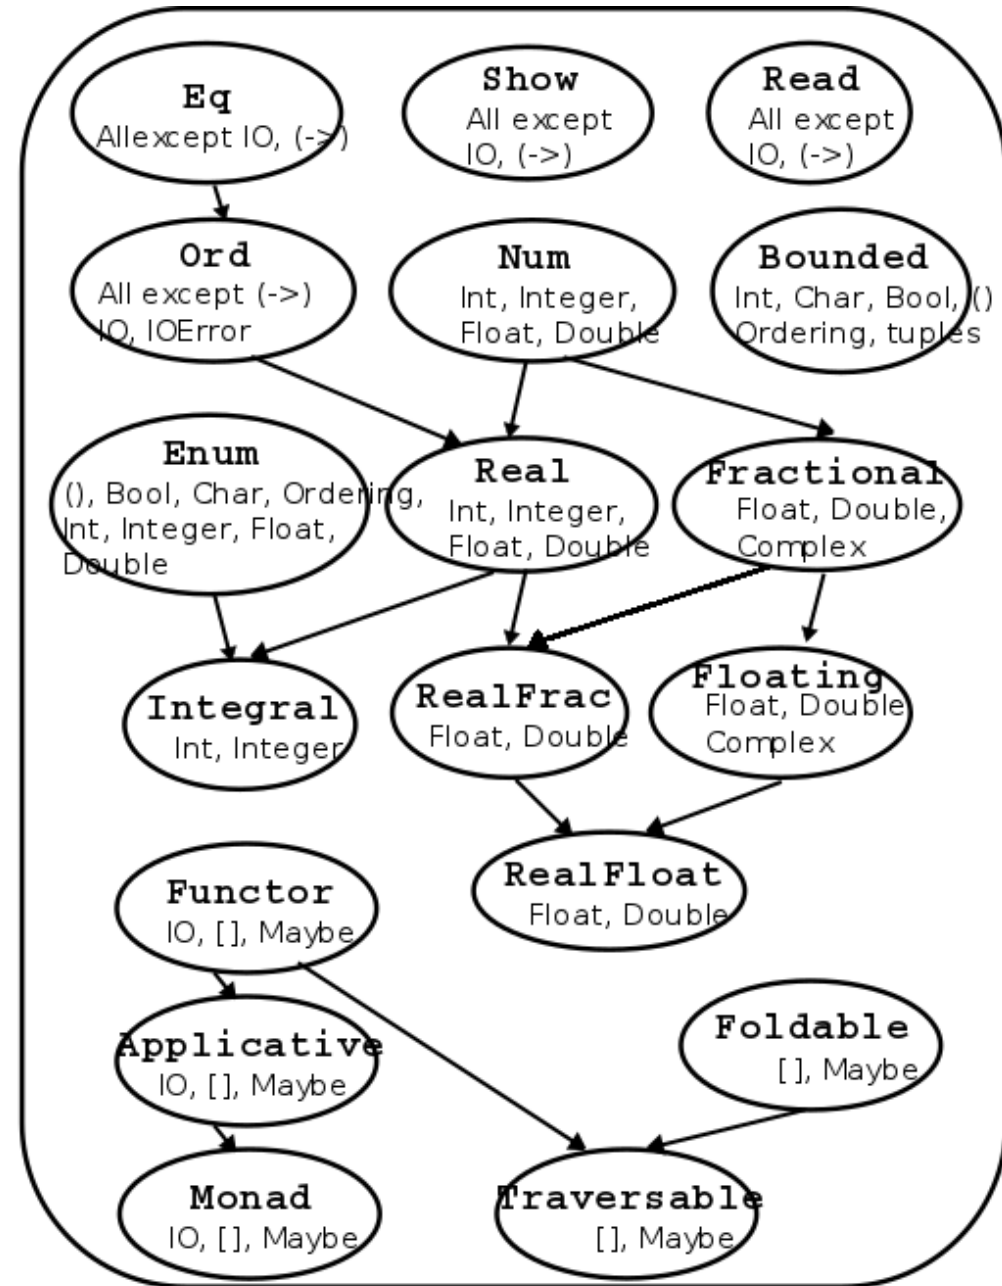 Eq
All except IO, (->)
Show
All except
IO, (->)
Read
All except
IO, (->)
Ord
All except (->)
IO, IOError
Num
Int, Integer,
Float, Double
Bounded
Int, Char, Bool, ()
Ordering, tuples
Enum
(), Bool, Char, Ordering,
Int, Integer, Float,
Double
Real
Int, Integer,
Float, Double
Fractional
Float, Double,
Complex
Integral
Int, Integer
RealFrac
Float, Double
Floating
Float, Double
Complex
RealFloat
Float, Double
Functor
IO, [], Maybe
Applicative
IO, [], Maybe
Foldable
[], Maybe
Monad
IO, [], Maybe
Traversable
[], Maybe